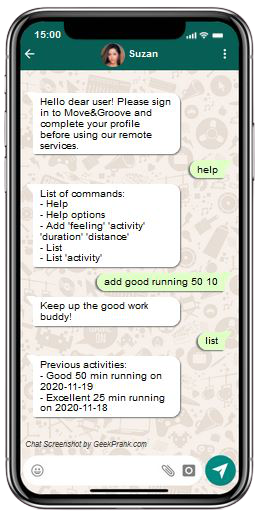 15:00
Suzan
Hello dear user! Please sign
in to Move&Groove and
complete your profile
before using our remote
services.
help
List of commands:
- Help
- Help options
- Add 'feeling' 'activity'
'duration' 'distance'
- List
- List 'activity'
add good running 50 10
Keep up the good work
buddy!
list
Previous activities:
- Good 50 min running on
2020-11-19
- Excellent 25 min running
on 2020-11-18
Chat Screenshot by GeekPrank.com